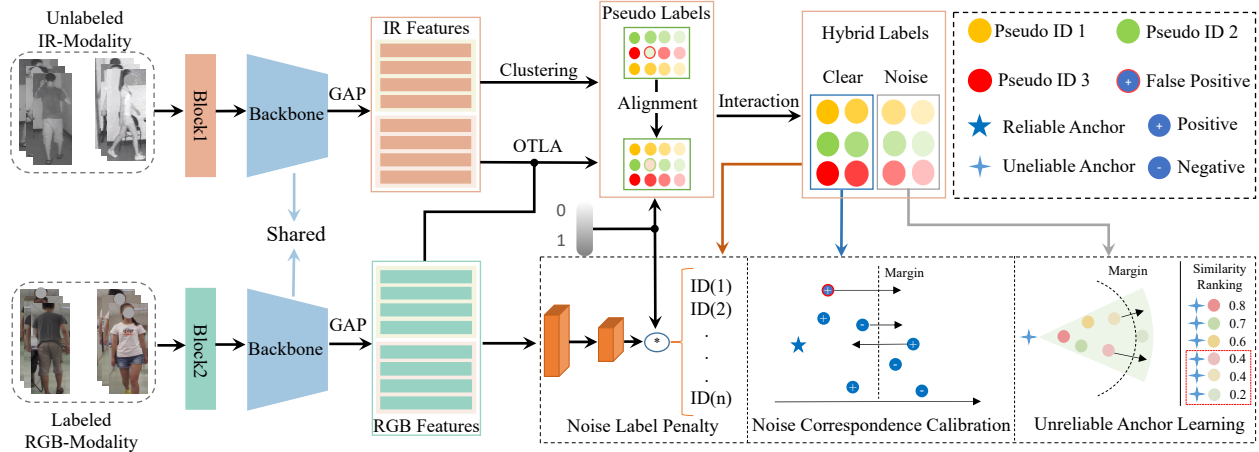 Unlabeled
IR-Modality
Block1
Backbone
GAP
IR Features
Clustering
OTLA
Pseudo Labels
Alignment
Interaction
Hybrid Labels
Clear
Noise
Pseudo ID 1
Pseudo ID 2
Pseudo ID 3
+
False Positive
Reliable Anchor
+
Positive
Uneliable Anchor
-
Negative
Shared
0
1
Labeled
RGB-Modality
Block2
Backbone
GAP
RGB Features
*
ID(1)
ID(2)
.
.
.
ID(n)
Noise Label Penalty
Margin
+
+
-
+
-
+
-
Noise Correspondence Calibration
Margin
Similarity
Ranking
0.8
0.7
0.6
0.4
0.4
0.2
Unreliable Anchor Learning